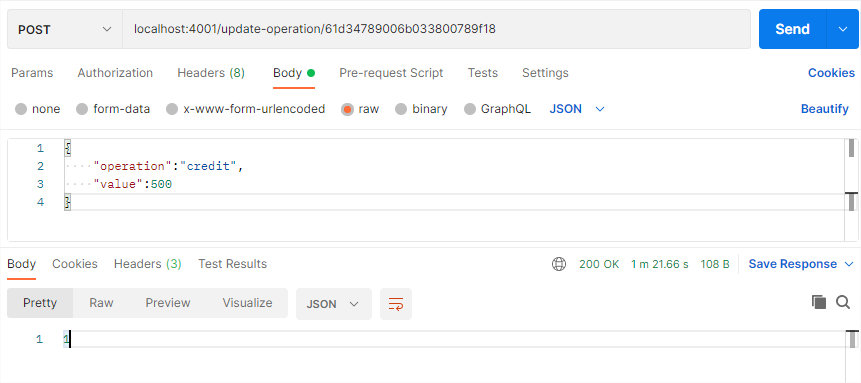 POST localhost:4001/update-operation/61d34789006b033800789f18 Send
Params Authorization Headers (8) Body Pre-request Script Tests Settings Cookies
none form-data x-www-form-urlencoded raw binary GraphQL JSON Beautify
1 {
2 ····"operation":"credit",
3 ····"value":500
4 }
Body Cookies Headers (3) Test Results 200 OK 1 m 21.66 s 108 B Save Response
Pretty Raw Preview Visualize JSON
1 1